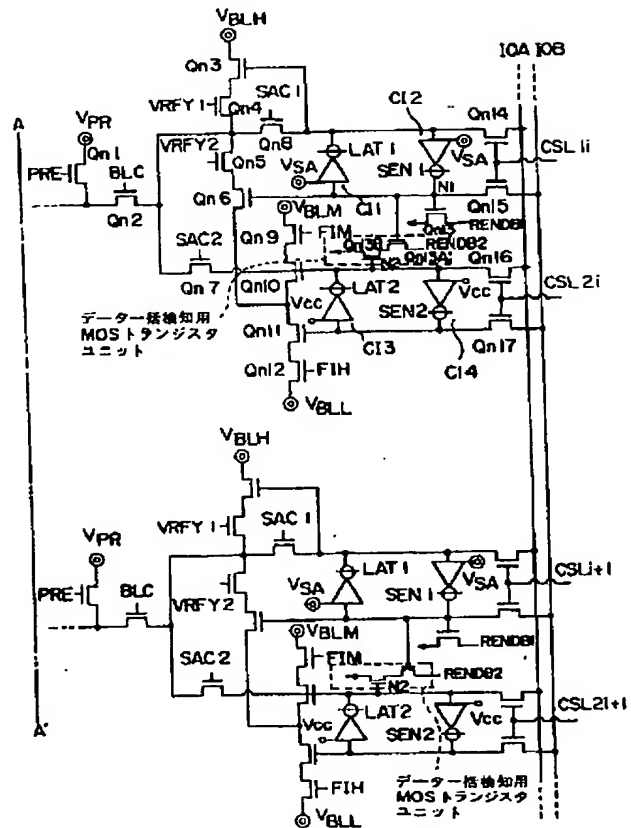 VBLH
IOA IOB
Qn3
SAC1
CI2
Qn14
VRFY1
Qn4
A
VPR
Qn8
VRFY2
Qn5
LAT1
VSA
CSL1i
Qn1
VSA
SEN1
PRE
BLC
Qn6
N1
Qn15
Qn2
VBLM
CI1
Qn13
RENDB1
Qn9
FIM
Qn13B
RENDB2
SAC2
N2
Qn13A
Qn16
Qn7
Qn10
LAT2
Vcc
CSL2i
Vcc
SEN2
データ一括検知用
MOSトランジスタ
ユニット
Qn11
CI3
CI4
Qn17
Qn12
FIH
VBLL
VBLH
SAC1
VRFY1
VPR
LAT1
VSA
CSLi+1
PRE
BLC
VRFY2
VSA
SEN1
VBLM
RENDB1
SAC2
FIM
RENDB2
N2
Vcc
LAT2
Vcc
SEN2
CSL2i+1
A'
FIH
データ一括検知用
MOSトランジスタ
ユニット
VBLL